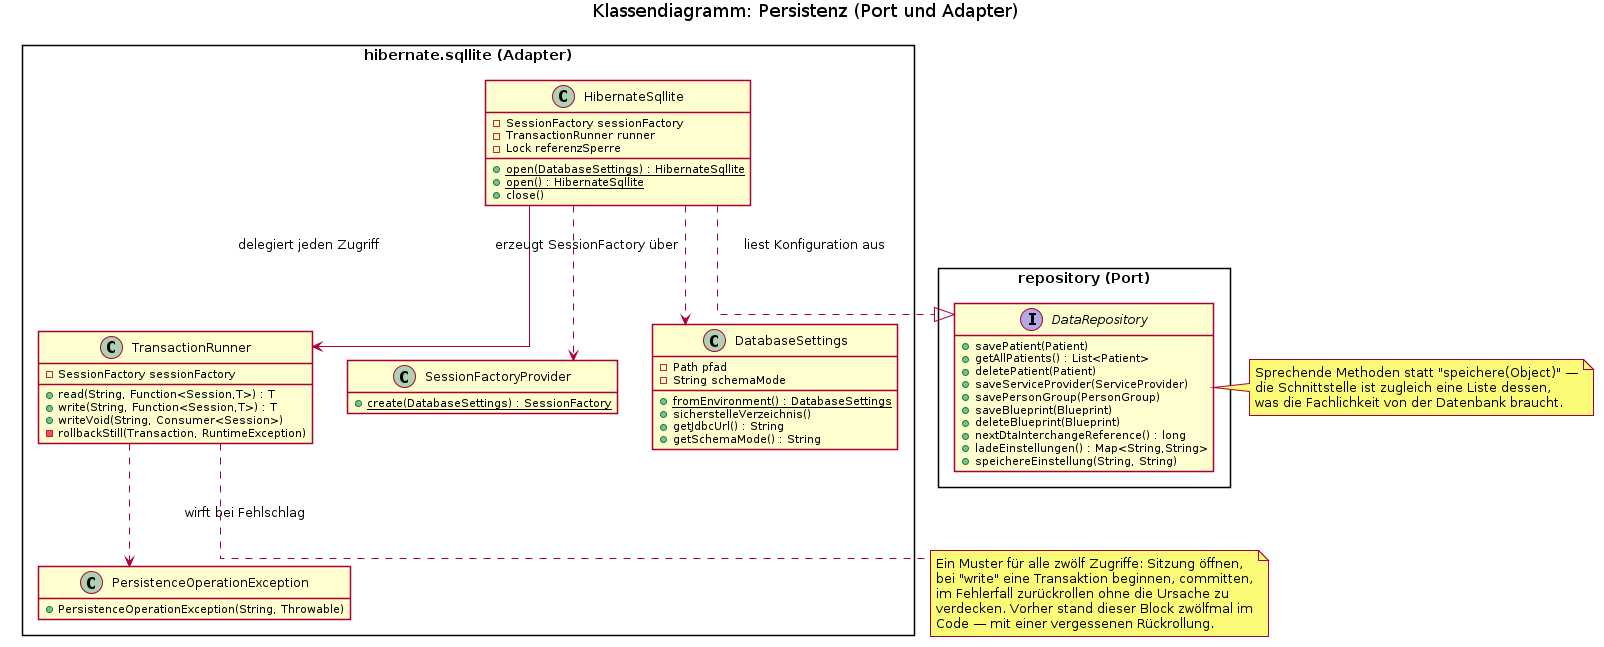 Klassendiagramm: Persistenz (Port und Adapter)
hibernate.sqllite (Adapter)
C HibernateSqllite
SessionFactory sessionFactory
TransactionRunner runner
Lock referenzSperre
open(DatabaseSettings) : HibernateSqllite
open() : HibernateSqllite
close()
delegiert jeden Zugriff
erzeugt SessionFactory über
liest Konfiguration aus
C TransactionRunner
SessionFactory sessionFactory
read(String, Function<Session,T>) : T
write(String, Function<Session,T>) : T
writeVoid(String, Consumer<Session>)
rollbackStill(Transaction, RuntimeException)
C SessionFactoryProvider
create(DatabaseSettings) : SessionFactory
C DatabaseSettings
Path pfad
String schemaMode
fromEnvironment() : DatabaseSettings
sicherstelleVerzeichnis()
getJdbcUrl() : String
getSchemaMode() : String
repository (Port)
I DataRepository
savePatient(Patient)
getAllPatients() : List<Patient>
deletePatient(Patient)
saveServiceProvider(ServiceProvider)
savePersonGroup(PersonGroup)
saveBlueprint(Blueprint)
deleteBlueprint(Blueprint)
nextDtaInterchangeReference() : long
ladeEinstellungen() : Map<String,String>
speichereEinstellung(String, String)
Sprechende Methoden statt "speichere(Object)" —
die Schnittstelle ist zugleich eine Liste dessen,
was die Fachlichkeit von der Datenbank braucht.
wirft bei Fehlschlag
C PersistenceOperationException
PersistenceOperationException(String, Throwable)
Ein Muster für alle zwölf Zugriffe: Sitzung öffnen,
bei "write" eine Transaktion beginnen, committen,
im Fehlerfall zurückrollen ohne die Ursache zu
verdecken. Vorher stand dieser Block zwölfmal im
Code — mit einer vergessenen Rückrollung.